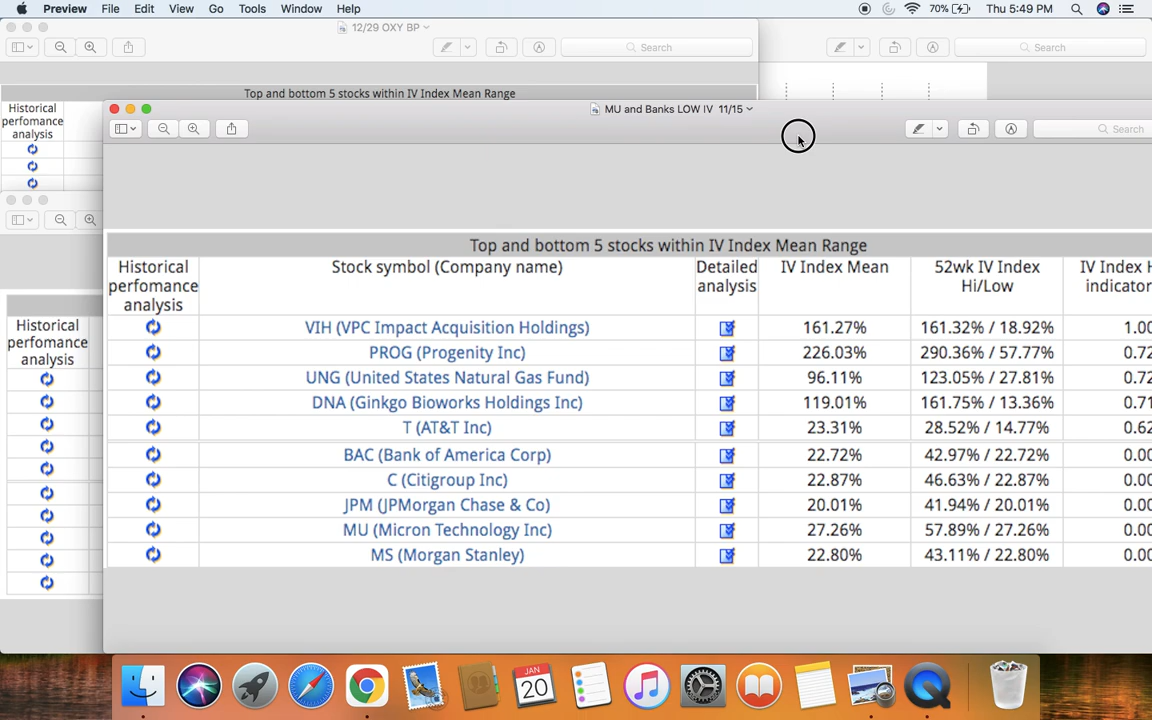 Preview File Edit View Go Tools Window Help 70% Thu 5:49 PM
12/29 OXY BP
Search Search
Top and bottom 5 stocks within IV Index Mean Range
Historical
perfomance
analysis
MU and Banks LOW IV 11/15
Search
Top and bottom 5 stocks within IV Index Mean Range
Historical perfomance analysis Stock symbol (Company name) Detailed analysis IV Index Mean 52wk IV Index Hi/Low IV Index H indicator
VIH (VPC Impact Acquisition Holdings) 161.27% 161.32% / 18.92% 1.00
PROG (Progenity Inc) 226.03% 290.36% / 57.77% 0.72
UNG (United States Natural Gas Fund) 96.11% 123.05% / 27.81% 0.72
DNA (Ginkgo Bioworks Holdings Inc) 119.01% 161.75% / 13.36% 0.71
T (AT&T Inc) 23.31% 28.52% / 14.77% 0.62
BAC (Bank of America Corp) 22.72% 42.97% / 22.72% 0.00
C (Citigroup Inc) 22.87% 46.63% / 22.87% 0.00
JPM (JPMorgan Chase & Co) 20.01% 41.94% / 20.01% 0.00
MU (Micron Technology Inc) 27.26% 57.89% / 27.26% 0.00
MS (Morgan Stanley) 22.80% 43.11% / 22.80% 0.00
Historical
perfomance
analysis
JAN
20